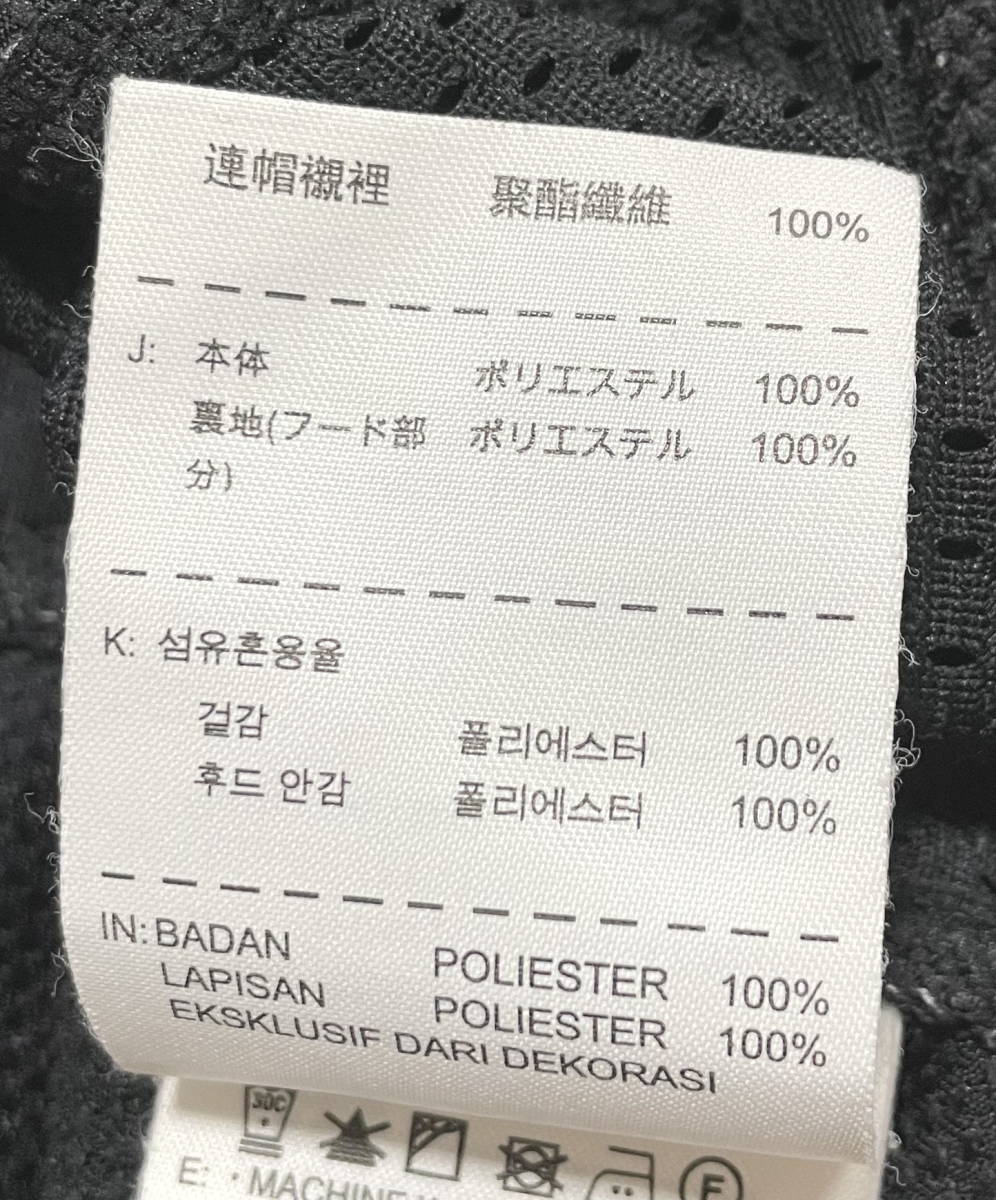 連帽襯裡 聚酯纖維 100%
J: 本体 ポリエステル 100%
裏地(フード部 ポリエステル 100%
分)
K: 섬유혼용율
겉감 폴리에스터 100%
후드 안감 폴리에스터 100%
IN: BADAN POLIESTER 100%
LAPISAN POLIESTER 100%
EKSKLUSIF DARI DEKORASI
30C
F
E: ・MACHINE